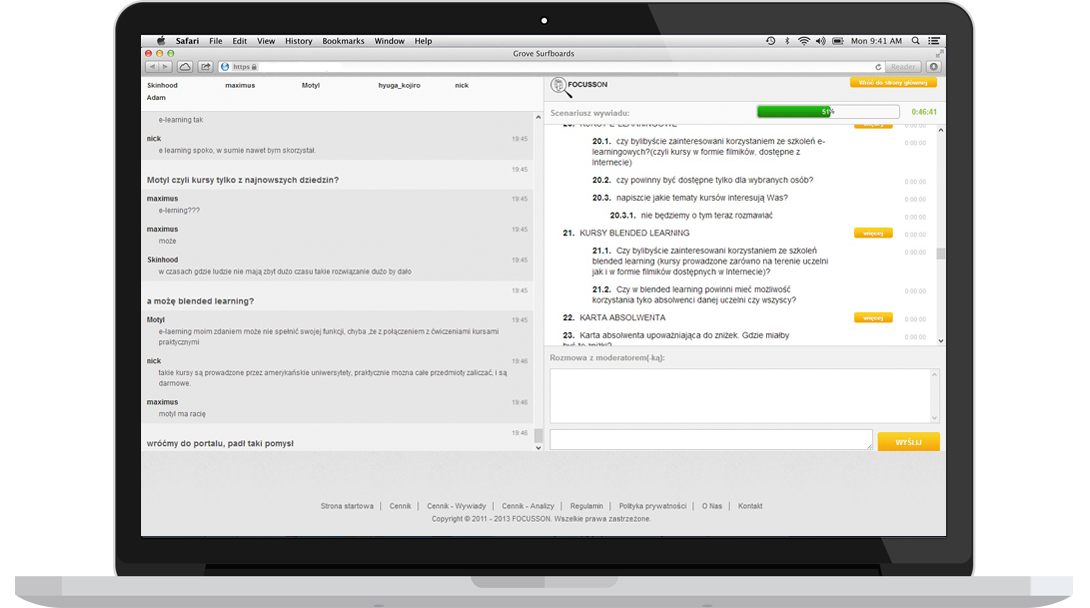 Safari File Edit View History Bookmarks Window Help Mon 9:41 AM
Grove Surfboards
https Reader
Skinhood maximus Motyl hyuga_kojiro nick
Adam
e-learning tak
nick 19:45
e learning spoko, w sumie nawet bym skorzystał.
19:45
Motyl czyli kursy tylko z najnowszych dziedzin?
maximus 19:45
e-lerning???
maximus 19:45
może
Skinhood 19:45
w czasach gdzie ludzie nie mają zbyt dużo czasu takie rozwiązanie dużo by dało
19:45
a możę blended learning?
Motyl 19:45
e-laerning moim zdaniem może nie spełnić swojej funkcji, chyba ,że z połączeniem z ćwiczeniami kursami
praktycznymi
nick 19:46
takie kursy są prowadzone przez amerykańskie uniwersytety, praktycznie mozna całe przedmioty zaliczać, i są
darmowe.
maximus 19:46
motyl ma racię
19:46
wróćmy do portalu, padł taki pomysł
FOCUSSON
Wróć do strony głównej
Scenariusz wywiadu: 51% 0:46:41
20. KURSY E-LEARNINGOWE więcej 0:00:00
20.1. czy bylibyście zainteresowani korzystaniem ze szkoleń e- 0:00:00
learningowych?(czyli kursy w formie filmików, dostępne z
Internecie)
20.2. czy powinny być dostępne tylko dla wybranych osób? 0:00:00
20.3. napiszcie jakie tematy kursów interesują Was? 0:00:00
20.3.1. nie będziemy o tym teraz rozmawiać 0:00:00
21. KURSY BLENDED LEARNING więcej 0:00:00
21.1. Czy bylibyście zainteresowani korzystaniem ze szkoleń 0:00:00
blended learning (kursy prowadzone zarówno na terenie uczelni
jak i w formie filmików dostępnych w Internecie)?
21.2. Czy w blended learning powinni mieć możliwość 0:00:00
korzystania tyko absolwenci danej uczelni czy wszyscy?
22. KARTA ABSOLWENTA więcej 0:00:00
23. Karta absolwenta upoważniająca do zniżek. Gdzie miałby 0:00:00
być te zniżki?
Rozmowa z moderatorem(-ką):
WYŚLIJ
Strona startowa | Cennik | Cennik - Wywiady | Cennik - Analizy | Regulamin | Polityka prywatności | O Nas | Kontakt
Copyright © 2011 - 2013 FOCUSSON. Wszelkie prawa zastrzeżone.